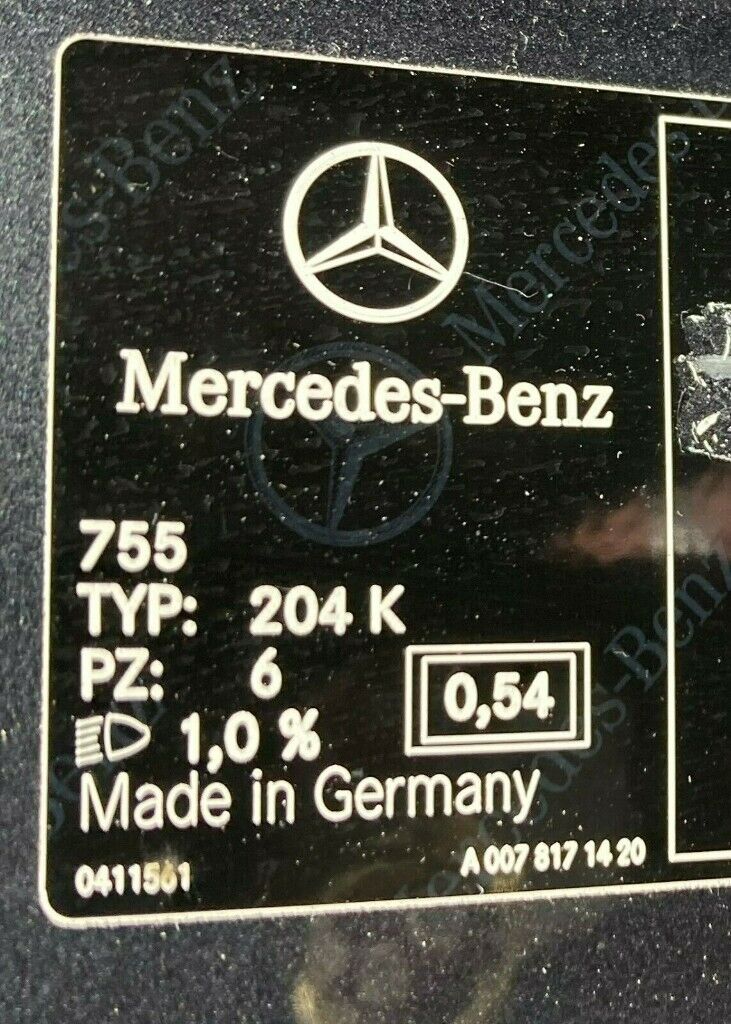 Mercedes-Benz
755
TYP: 204 K
PZ: 6
1,0 %
0,54
Made in Germany
0411561
A 007 817 14 20